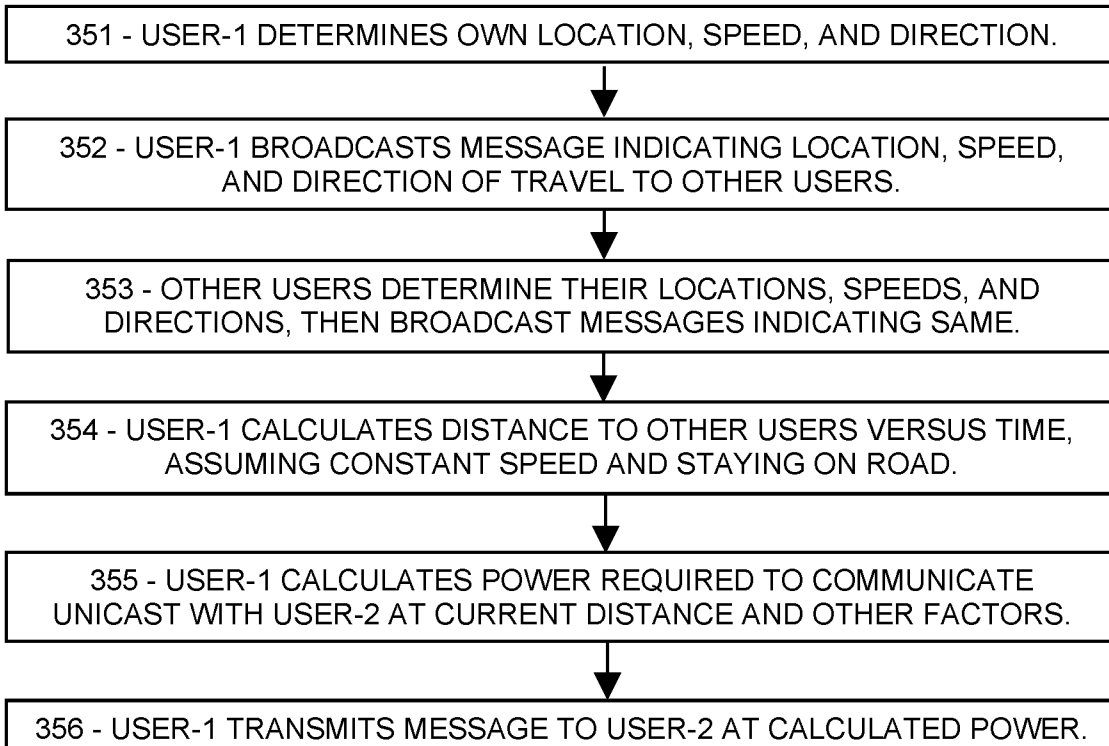 351 - USER-1 DETERMINES OWN LOCATION, SPEED, AND DIRECTION.
352 - USER-1 BROADCASTS MESSAGE INDICATING LOCATION, SPEED,
AND DIRECTION OF TRAVEL TO OTHER USERS.
353 - OTHER USERS DETERMINE THEIR LOCATIONS, SPEEDS, AND
DIRECTIONS, THEN BROADCAST MESSAGES INDICATING SAME.
354 - USER-1 CALCULATES DISTANCE TO OTHER USERS VERSUS TIME,
ASSUMING CONSTANT SPEED AND STAYING ON ROAD.
355 - USER-1 CALCULATES POWER REQUIRED TO COMMUNICATE
UNICAST WITH USER-2 AT CURRENT DISTANCE AND OTHER FACTORS.
356 - USER-1 TRANSMITS MESSAGE TO USER-2 AT CALCULATED POWER.